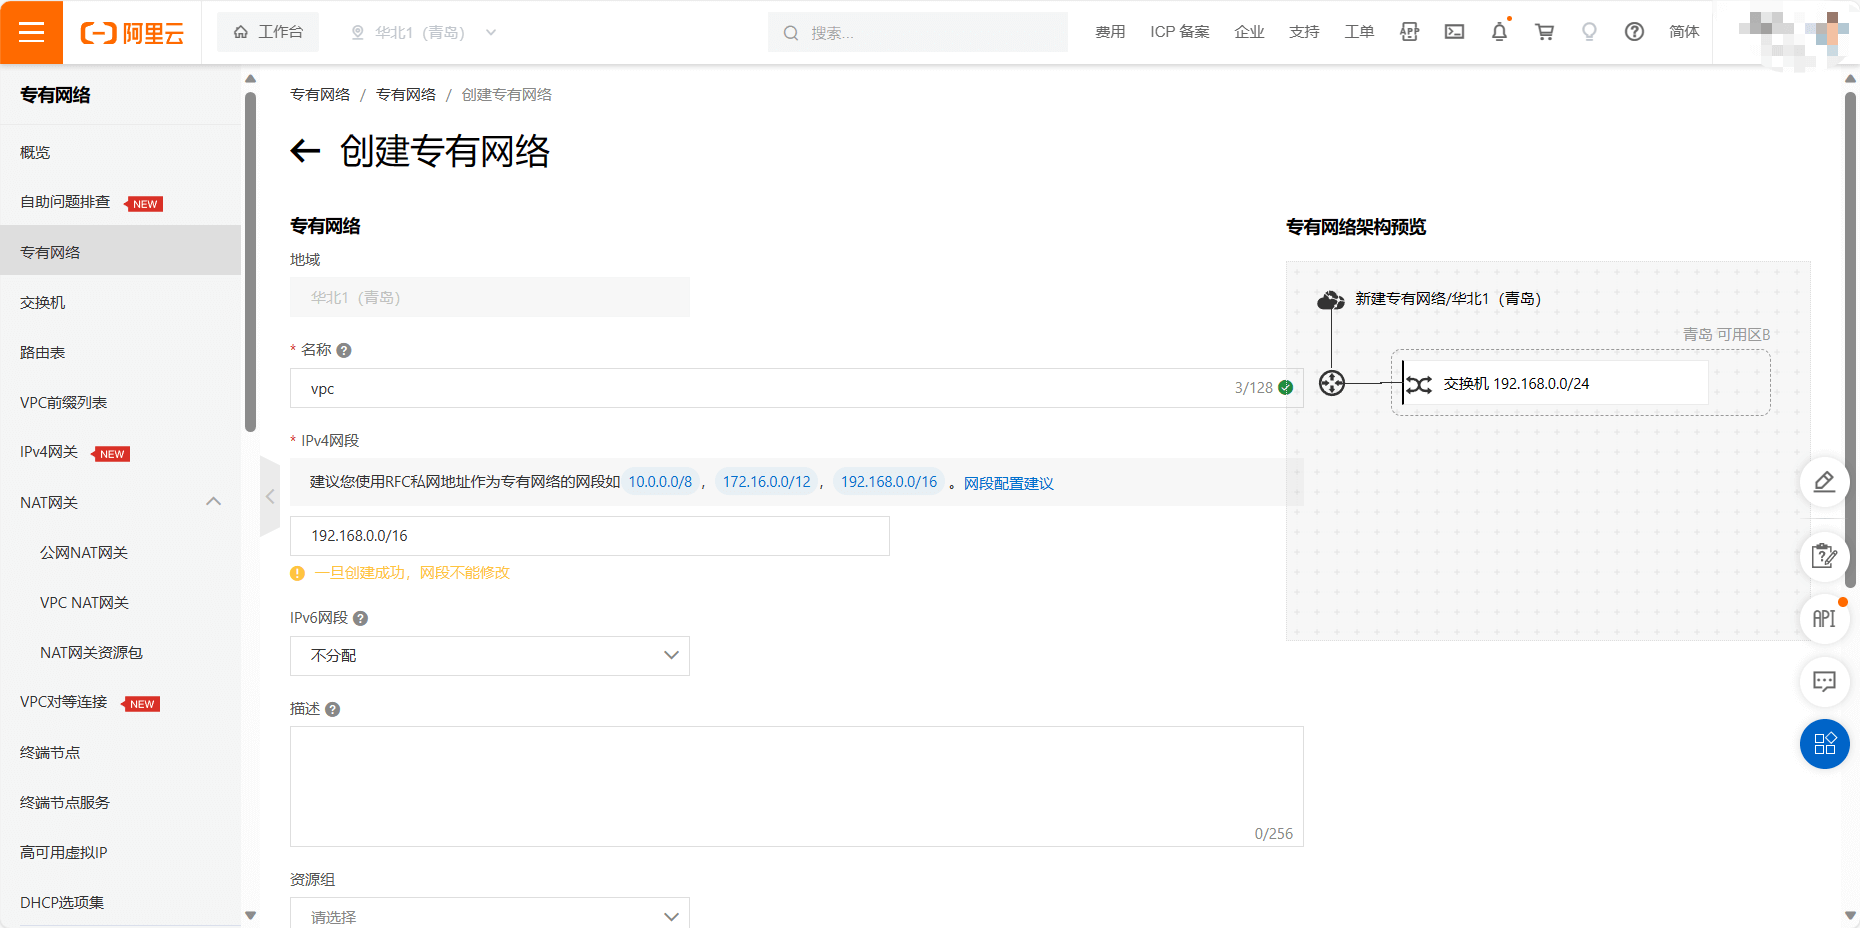 阿里云
工作台
华北1（青岛）
搜索...
费用
ICP 备案
企业
支持
工单
APP
简体
专有网络
概览
自助问题排查 NEW
专有网络
交换机
路由表
VPC前缀列表
IPv4网关 NEW
NAT网关
公网NAT网关
VPC NAT网关
NAT网关资源包
VPC对等连接 NEW
终端节点
终端节点服务
高可用虚拟IP
DHCP选项集
专有网络 / 专有网络 / 创建专有网络
创建专有网络
专有网络
地域
华北1（青岛）
* 名称
vpc
3/128
* IPv4网段
建议您使用RFC私网地址作为专有网络的网段如 10.0.0.0/8 ， 172.16.0.0/12 ， 192.168.0.0/16 。网段配置建议
192.168.0.0/16
一旦创建成功，网段不能修改
IPv6网段
不分配
描述
0/256
资源组
请选择
专有网络架构预览
新建专有网络/华北1（青岛）
青岛 可用区B
交换机 192.168.0.0/24
API